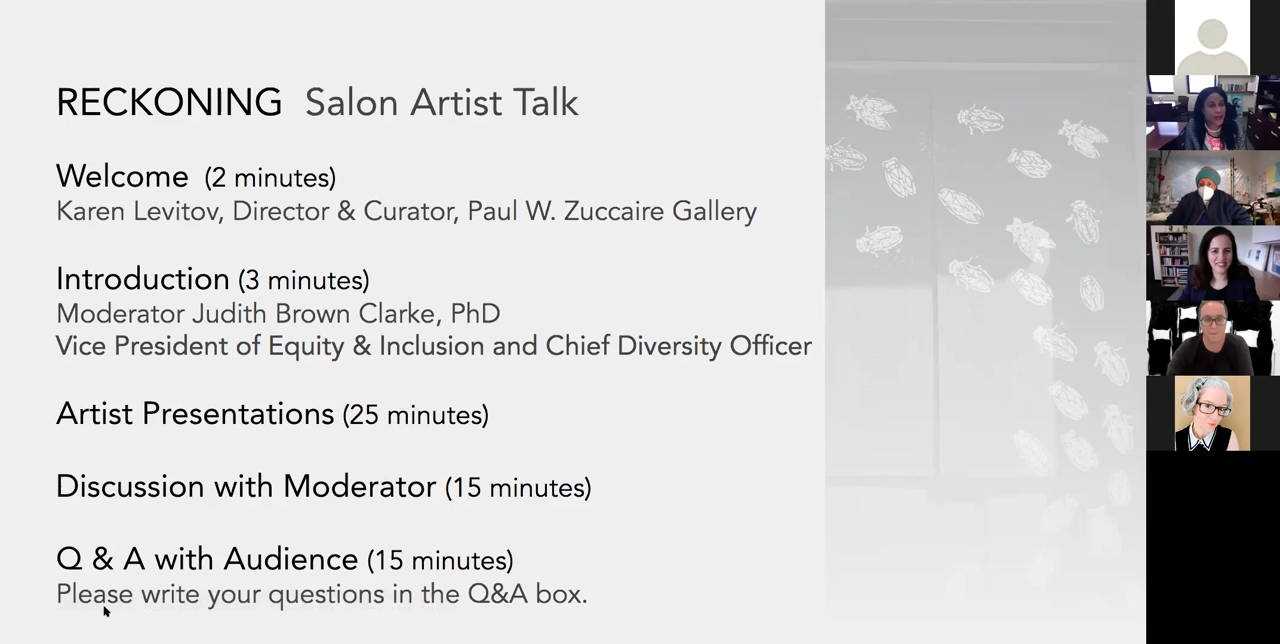 RECKONING Salon Artist Talk
Welcome (2 minutes)
Karen Levitov, Director & Curator, Paul W. Zuccaire Gallery
Introduction (3 minutes)
Moderator Judith Brown Clarke, PhD
Vice President of Equity & Inclusion and Chief Diversity Officer
Artist Presentations (25 minutes)
Discussion with Moderator (15 minutes)
Q & A with Audience (15 minutes)
Please write your questions in the Q&A box.